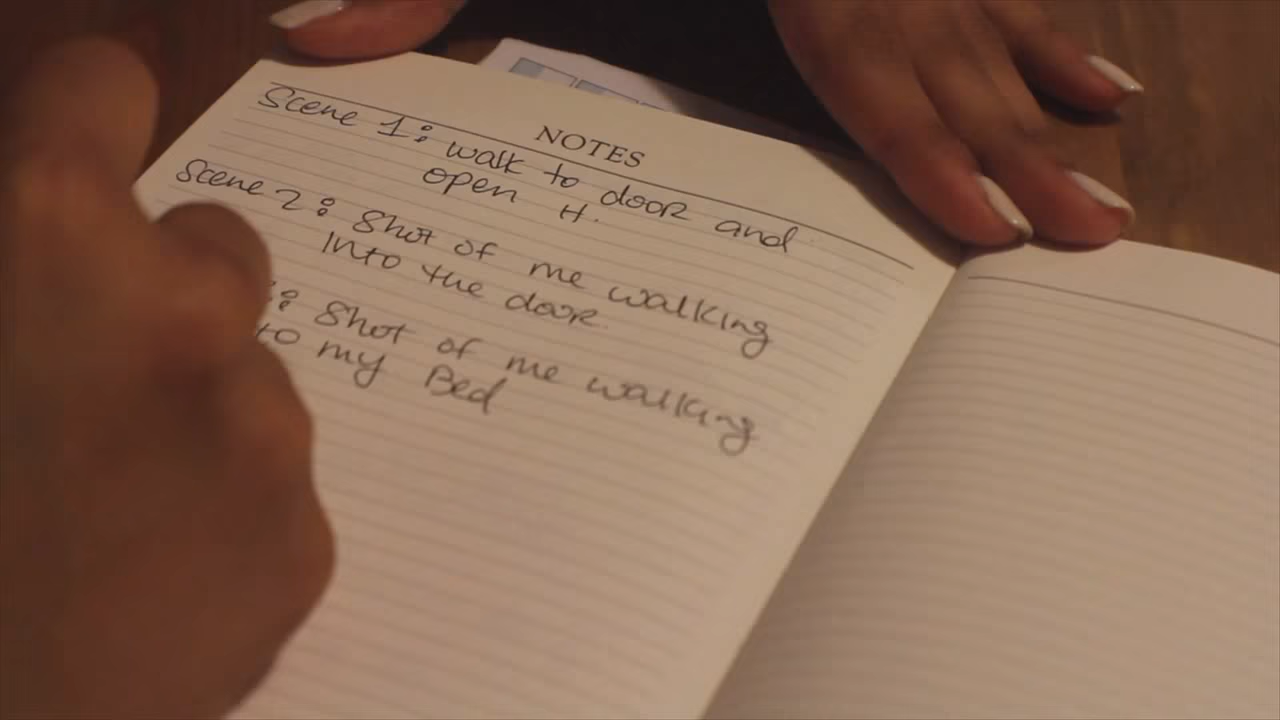 NOTES
Scene 1: walk to door and
open it.
Scene 2: Shot of me walking
Into the door.
: Shot of me walking
to my Bed